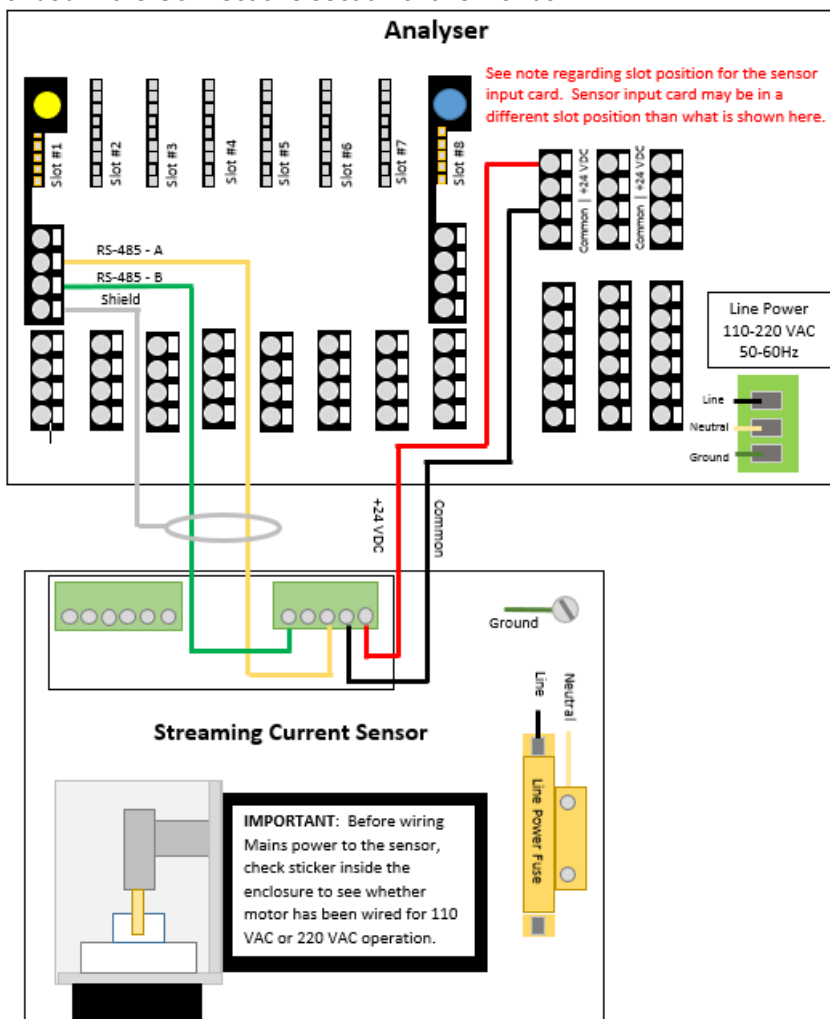 Analyser
See note regarding slot position for the sensor
input card.  Sensor input card may be in a
different slot position than what is shown here.
Slot #1
Slot #2
Slot #3
Slot #4
Slot #5
Slot #6
Slot #7
Slot #8
Common | +24 VDC
Common | +24 VDC
RS-485 - A
RS-485 - B
Shield
Line Power
110-220 VAC
50-60Hz
Line
Neutral
Ground
+24 VDC
Common
Ground
Line
Neutral
Line Power Fuse
Streaming Current Sensor
IMPORTANT:  Before wiring
Mains power to the sensor,
check sticker inside the
enclosure to see whether
motor has been wired for 110
VAC or 220 VAC operation.